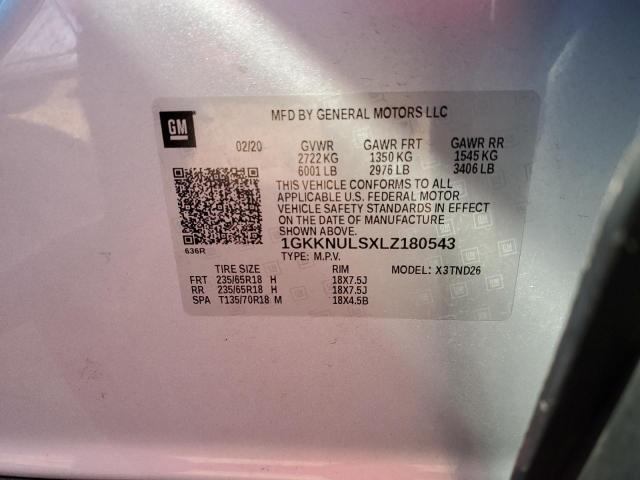 MFD BY GENERAL MOTORS LLC
GM
02/20 GVWR GAWR FRT GAWR RR
2722 KG 1350 KG 1545 KG
6001 LB 2976 LB 3406 LB
THIS VEHICLE CONFORMS TO ALL
APPLICABLE U.S. FEDERAL MOTOR
VEHICLE SAFETY STANDARDS IN EFFECT
ON THE DATE OF MANUFACTURE
SHOWN ABOVE.
636R
1GKKNULSXLZ180543
TYPE: M.P.V.
TIRE SIZE RIM MODEL: X3TND26
FRT 235/65R18 H 18X7.5J
RR 235/65R18 H 18X7.5J
SPA T135/70R18 M 18X4.5B